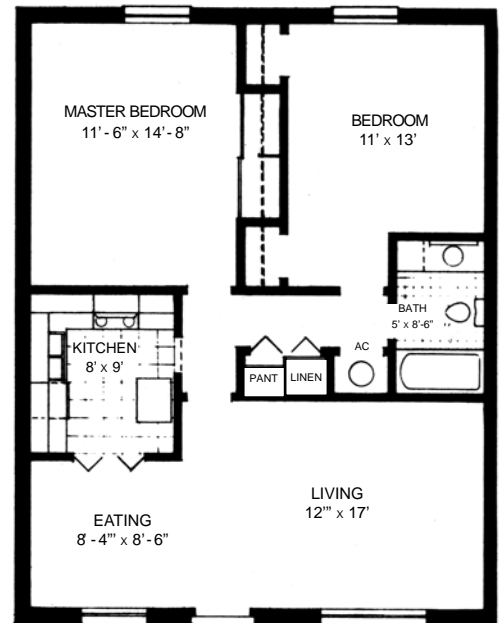 MASTER BEDROOM
11' - 6” x 14' - 8”
BEDROOM
11' x 13'
BATH
5' x 8'-6”
KITCHEN
8' x 9'
AC
PANT
LINEN
LIVING
12”' x 17'
EATING
8' - 4”' x 8' - 6”